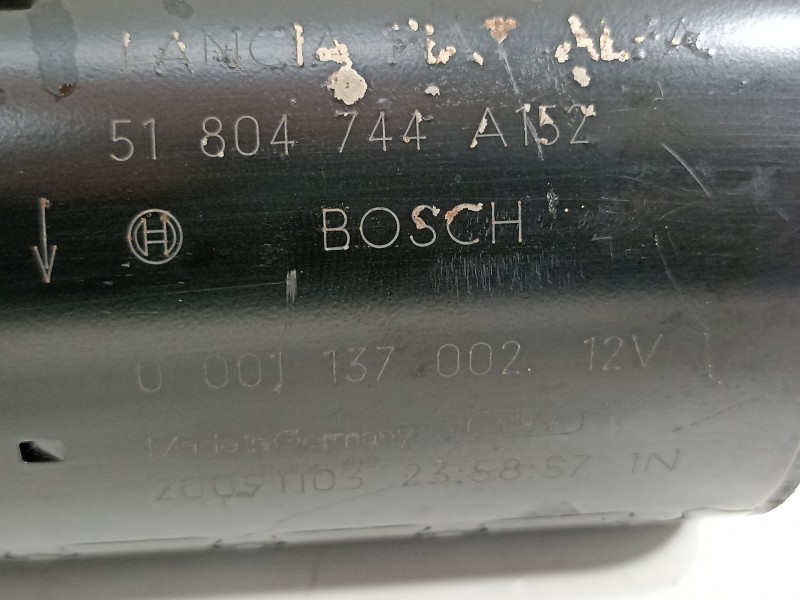 LANCIA FIAT ALFA
51 804 744 A152
BOSCH
0 001 137 002 12V
Made in Germany
20091103 23:58:57 1N